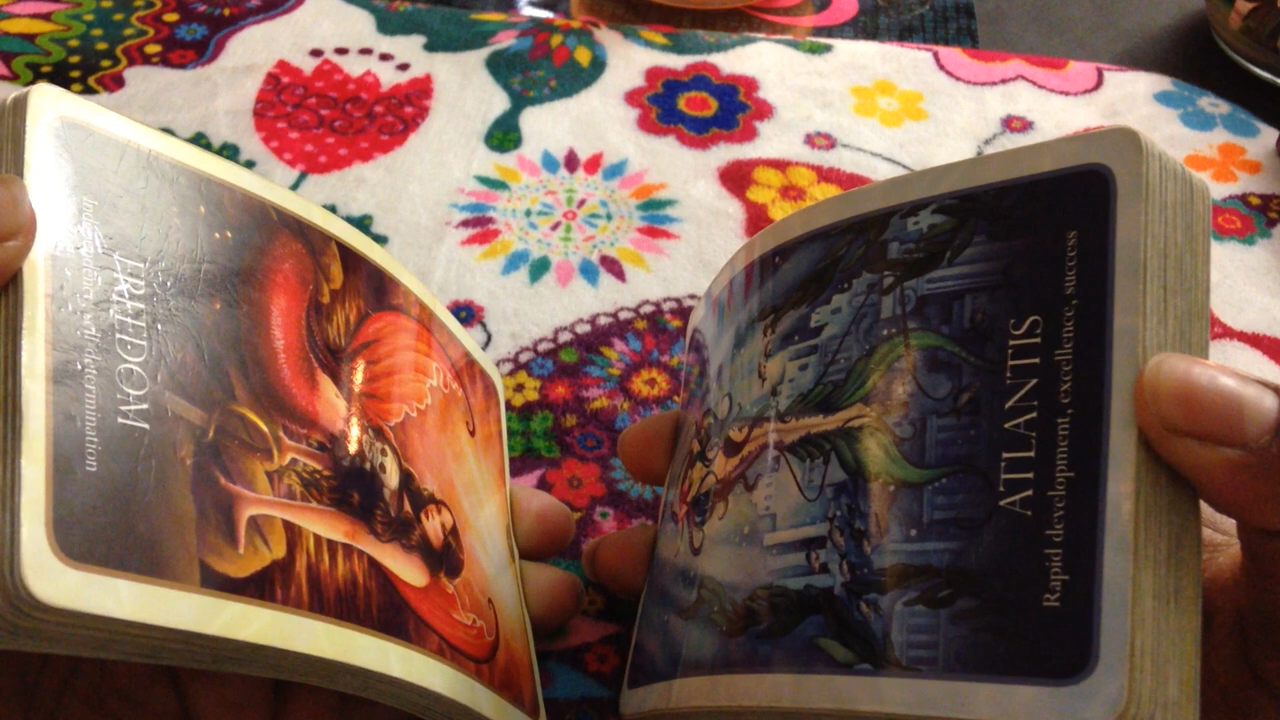 FREEDOM
Independence, self-determination
ATLANTIS
Rapid development, excellence, success